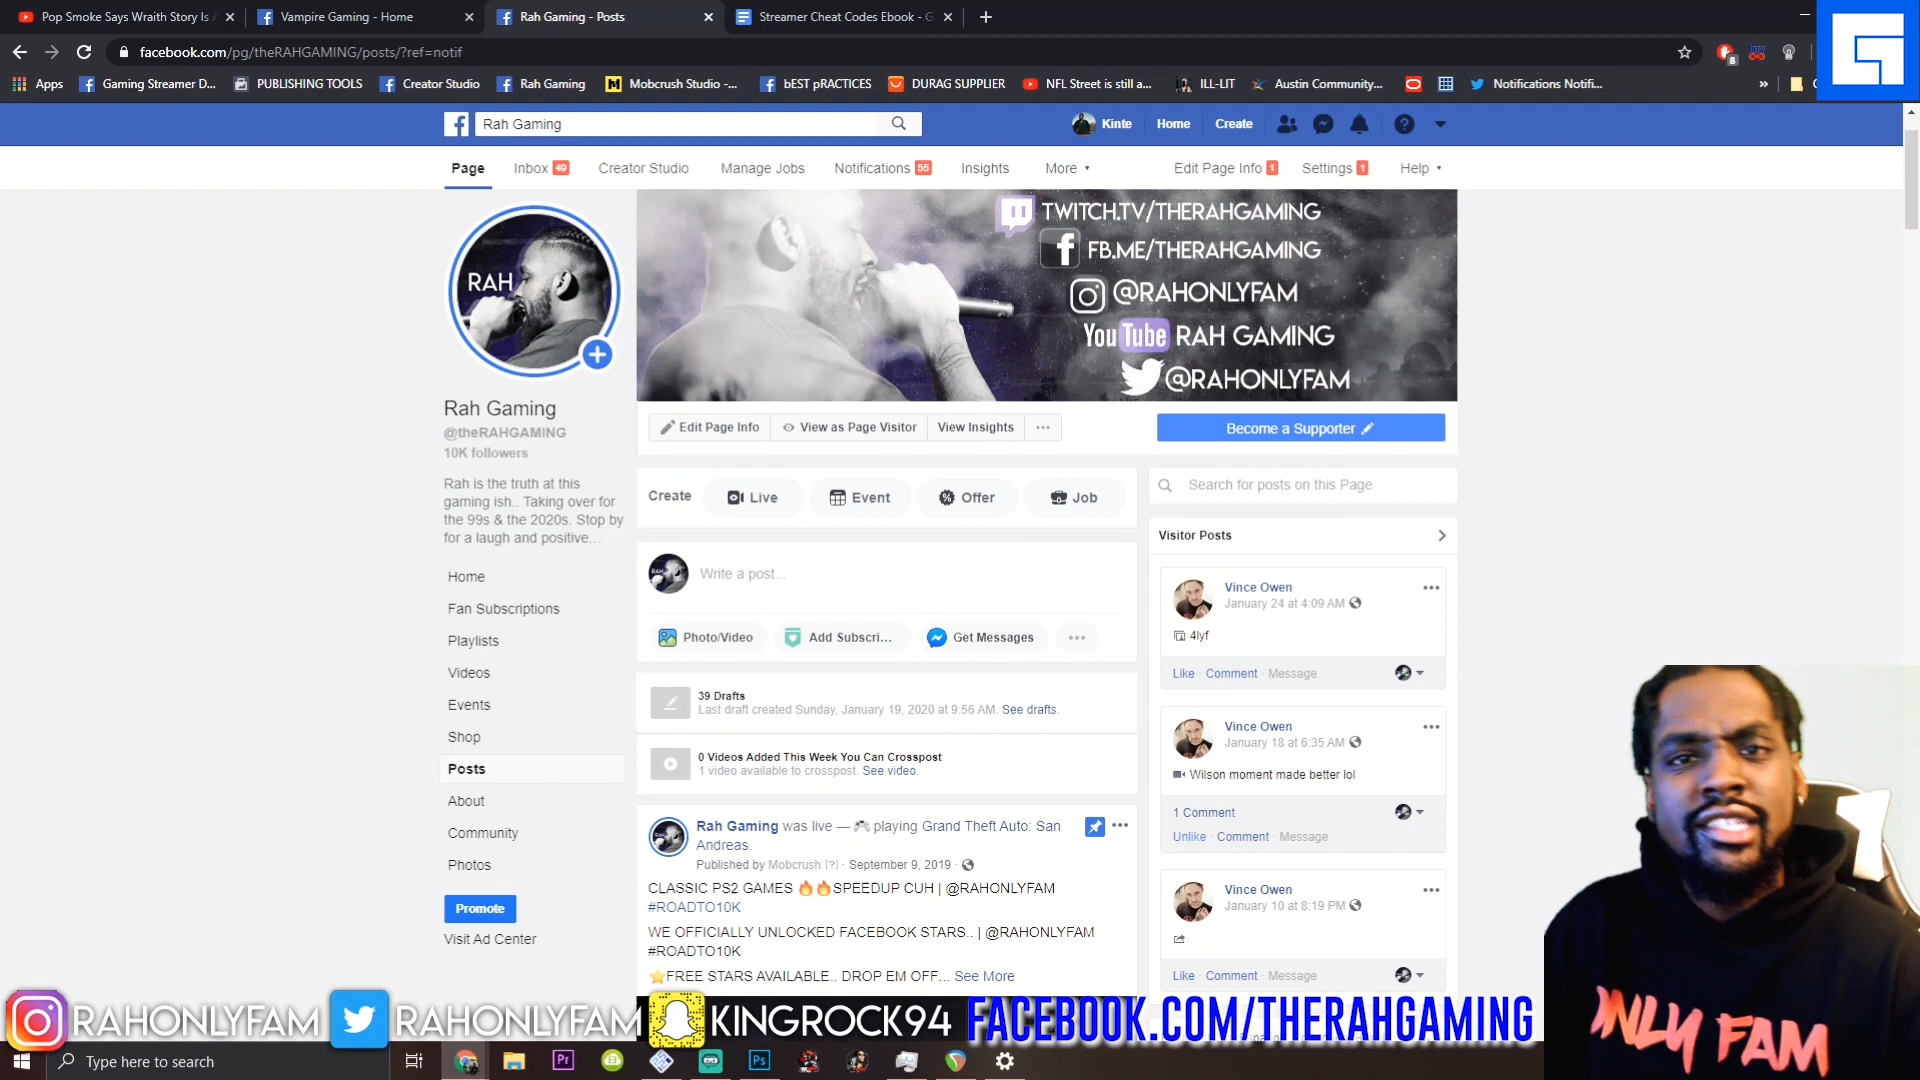 Pop Smoke Says Wraith Story Is
Vampire Gaming - Home
Rah Gaming - Posts
Streamer Cheat Codes Ebook - G
facebook.com/pg/theRAHGAMING/posts/?ref=notif
8
Apps
Gaming Streamer D...
PUBLISHING TOOLS
Creator Studio
Rah Gaming
Mobcrush Studio -...
bEST pRACTICES
DURAG SUPPLIER
NFL Street is still a...
ILL-LIT
Austin Community...
Notifications Notifi...
»
Rah Gaming
Kinte
Home
Create
Page
Inbox 49
Creator Studio
Manage Jobs
Notifications 55
Insights
More
Edit Page Info 1
Settings 1
Help
TWITCH.TV/THERAHGAMING
FB.ME/THERAHGAMING
@RAHONLYFAM
YouTube RAH GAMING
@RAHONLYFAM
RAH
Rah Gaming
@theRAHGAMING
10K followers
Rah is the truth at this
gaming ish.. Taking over for
the 99s & the 2020s. Stop by
for a laugh and positive...
Home
Fan Subscriptions
Playlists
Videos
Events
Shop
Posts
About
Community
Photos
Promote
Visit Ad Center
Edit Page Info
View as Page Visitor
View Insights
Become a Supporter
Create
Live
Event
Offer
Job
Write a post...
Photo/Video
Add Subscri...
Get Messages
39 Drafts
Last draft created Sunday, January 19, 2020 at 9:56 AM. See drafts.
0 Videos Added This Week You Can Crosspost
1 video available to crosspost. See video.
Rah Gaming was live — 🎮 playing Grand Theft Auto: San
Andreas.
Published by Mobcrush [?] · September 9, 2019 ·
CLASSIC PS2 GAMES 🔥🔥SPEEDUP CUH | @RAHONLYFAM
#ROADTO10K
WE OFFICIALLY UNLOCKED FACEBOOK STARS.. | @RAHONLYFAM
#ROADTO10K
⭐FREE STARS AVAILABLE.. DROP EM OFF... See More
Search for posts on this Page
Visitor Posts
Vince Owen
January 24 at 4:09 AM
4lyf
Like · Comment · Message
Vince Owen
January 18 at 6:35 AM
Wilson moment made better lol
1 Comment
Unlike · Comment · Message
Vince Owen
January 10 at 8:19 PM
Like · Comment · Message
RAHONLYFAM
RAHONLYFAM
KINGROCK94
FACEBOOK.COM/THERAHGAMING
ONLY FAM
Type here to search
Pr
Ps